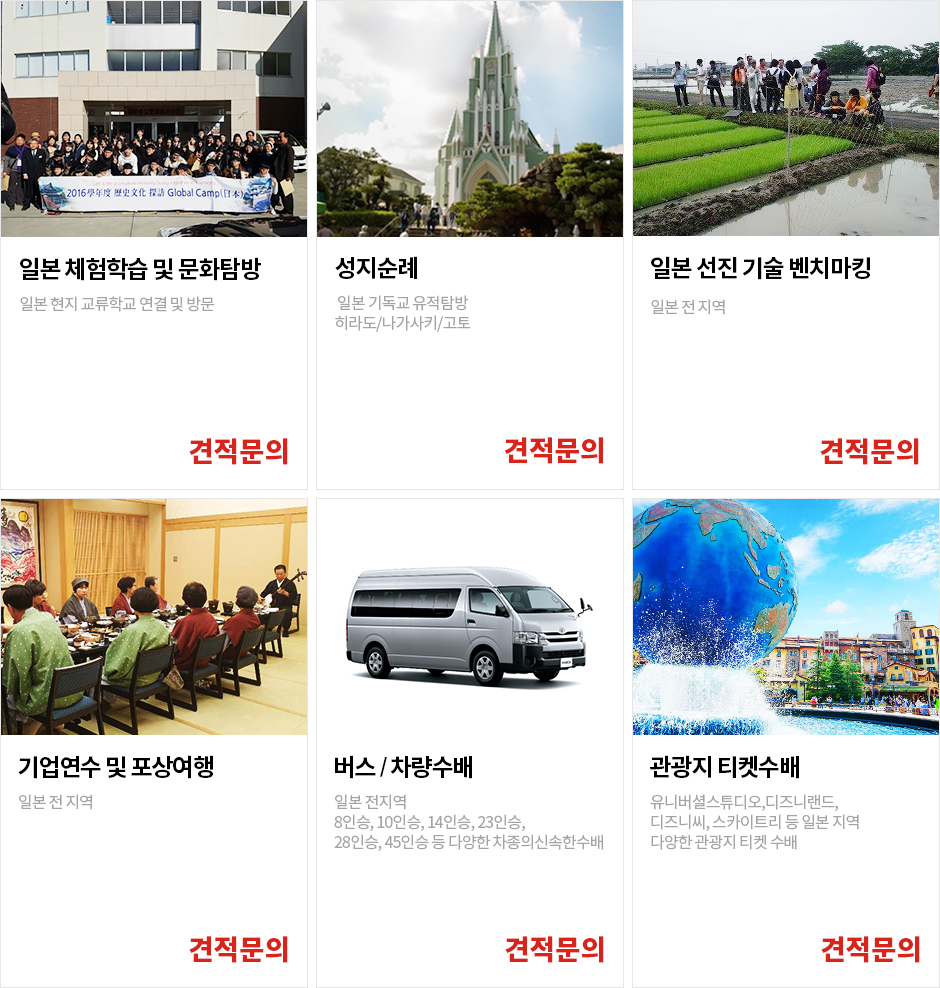 2016學年度 歷史文化 探訪 Global Camp(日本)
일본 체험학습 및 문화탐방
일본 현지 교류학교 연결 및 방문
견적문의
성지순례
일본 기독교 유적탐방
히라도/나가사키/고토
견적문의
일본 선진 기술 벤치마킹
일본 전 지역
견적문의
기업연수 및 포상여행
일본 전 지역
견적문의
버스 / 차량수배
일본 전지역
8인승, 10인승, 14인승, 23인승,
28인승, 45인승 등 다양한 차종의신속한수배
견적문의
관광지 티켓수배
유니버셜스튜디오,디즈니랜드,
디즈니씨, 스카이트리 등 일본 지역
다양한 관광지 티켓 수배
견적문의